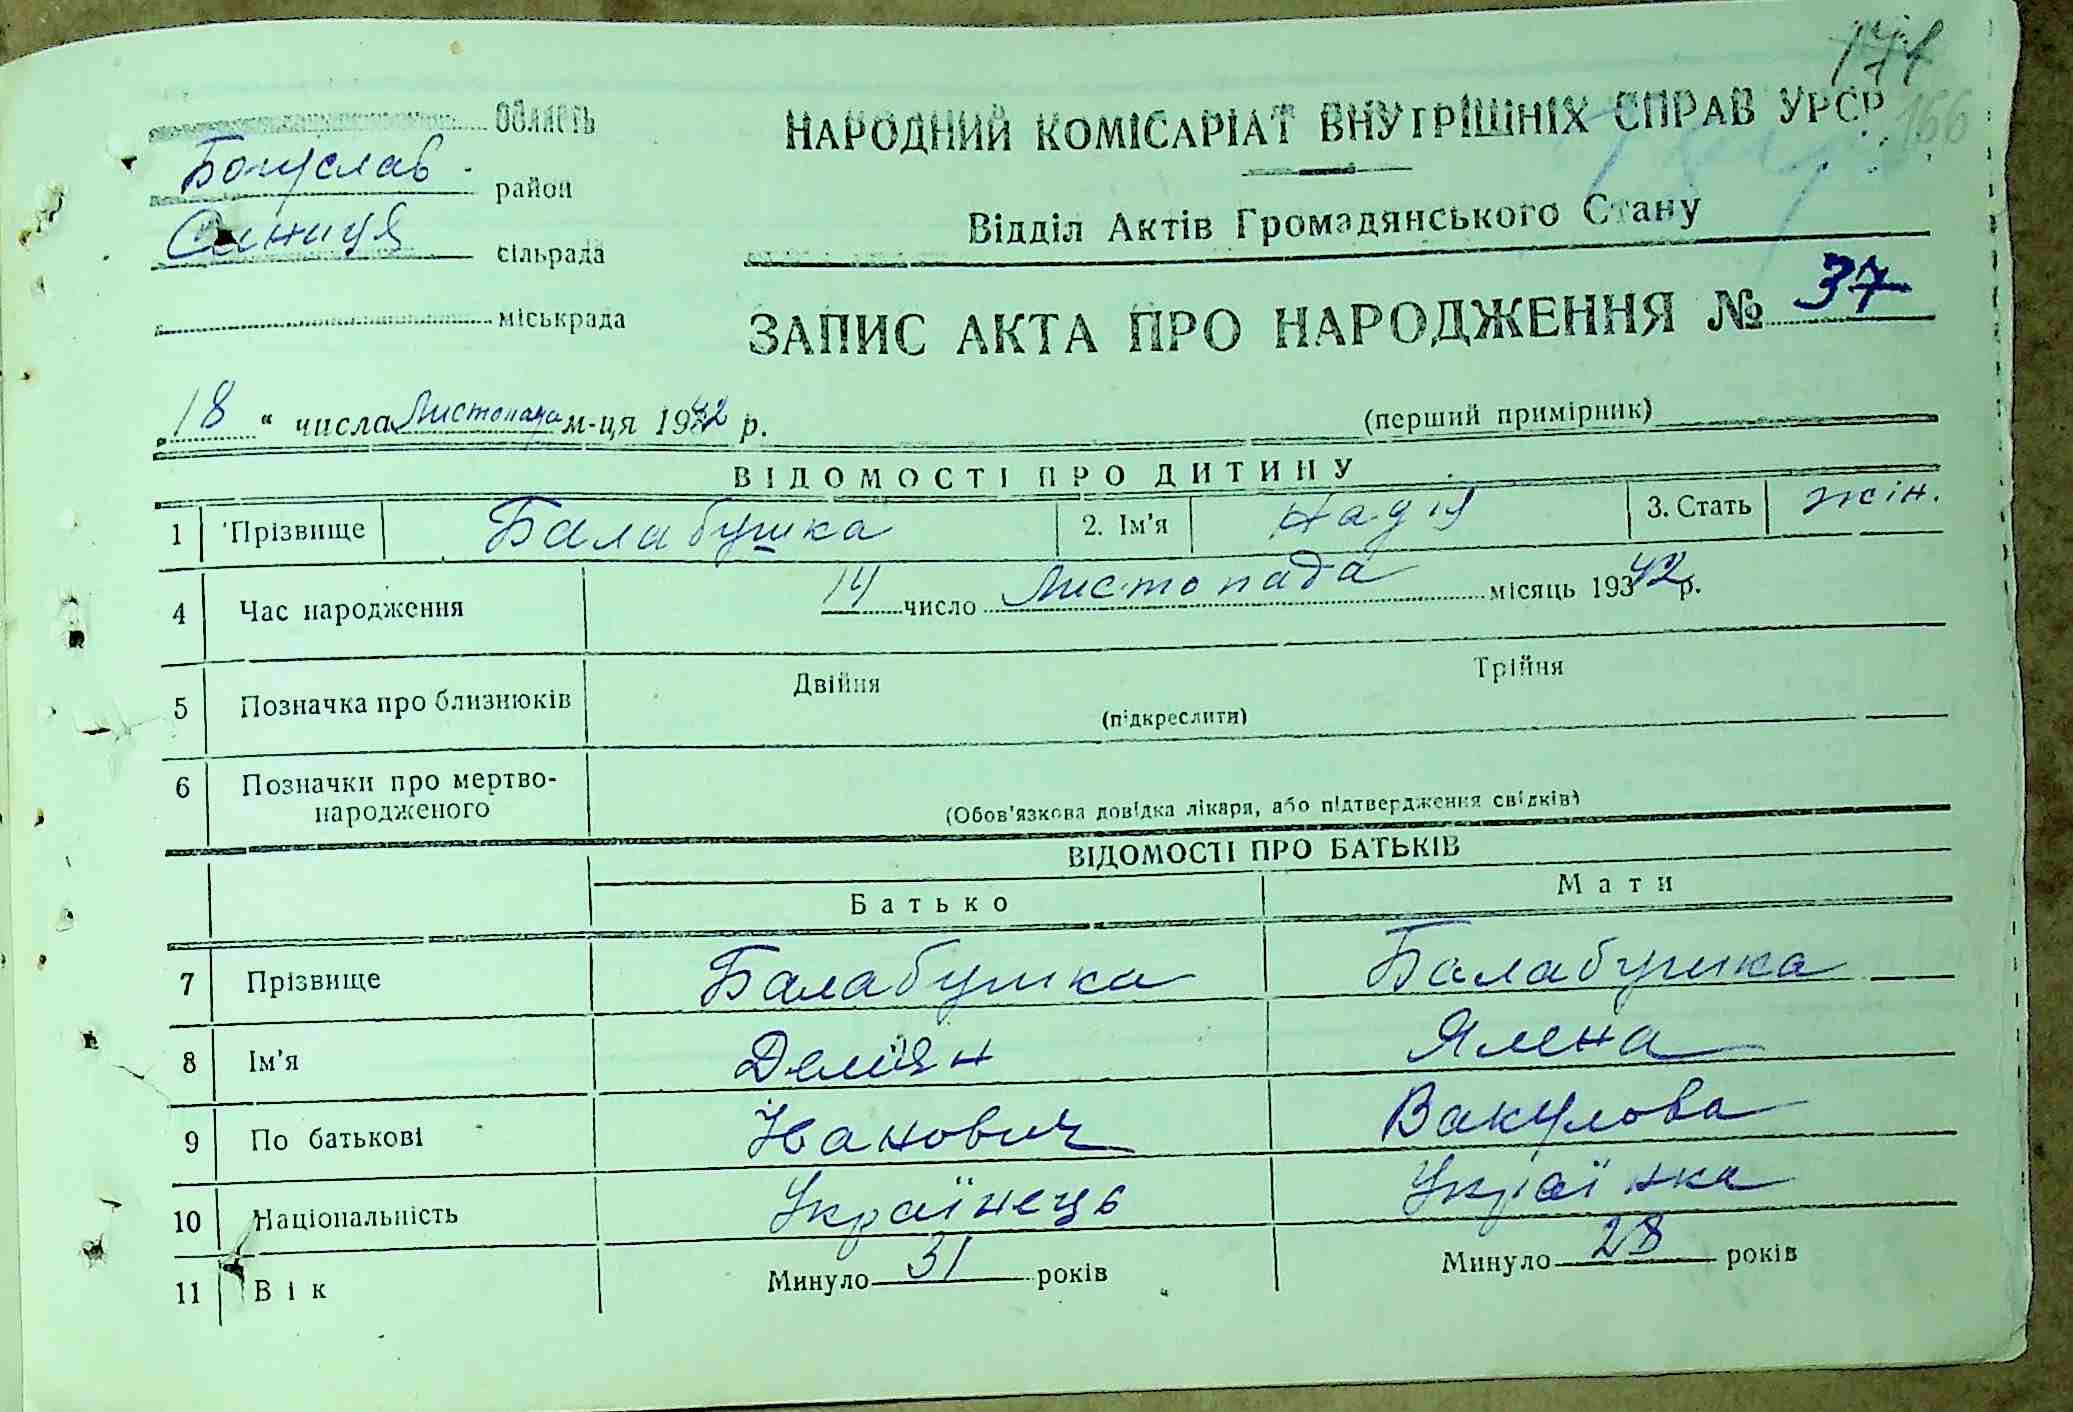 171
166
область
НАРОДНИЙ КОМІСАРІАТ ВНУТРІШНІХ СПРАВ УРСР
Богуслав район
Відділ Актів Громадянського Стану
Синиця сільрада
міськрада
ЗАПИС АКТА ПРО НАРОДЖЕННЯ № 37
„18“ числа Листопада м-ця 1942 р. (перший примірник)
ВІДОМОСТІ ПРО ДИТИНУ
1 Прізвище Балабушка 2. Ім'я Надія 3. Стать жін.
4 Час народження 14 число Листопада місяць 19342 р.
5 Позначка про близнюків Двійня Трійня
(підкреслити)
6 Позначки про мертво-
народженого
(Обов'язкова довідка лікаря, або підтвердження свідків)
ВІДОМОСТІ ПРО БАТЬКІВ
Батько Мати
7 Прізвище Балабушка Балабушка
8 Ім'я Демян Ялена
9 По батькові Іванович Вакулова
10 Національність Українець Українка
11 Вік Минуло 31 років Минуло 28 років